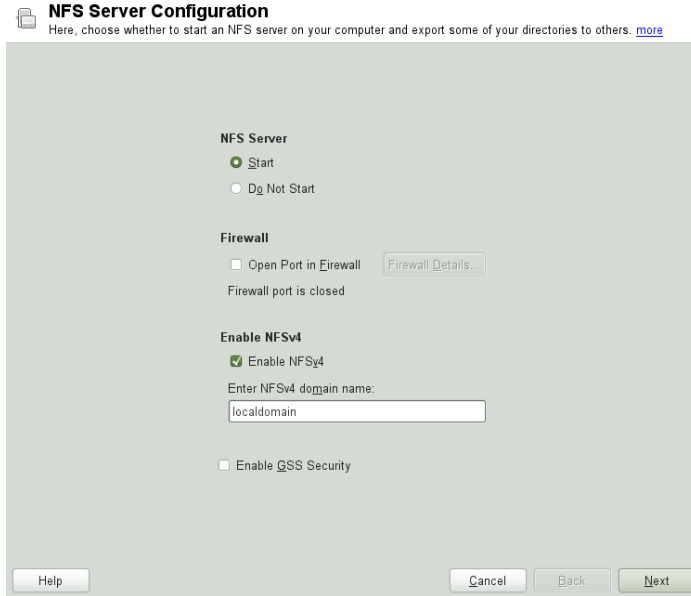 NFS Server Configuration
Here, choose whether to start an NFS server on your computer and export some of your directories to others. more
NFS Server
Start
Do Not Start
Firewall
Open Port in Firewall
Firewall Details...
Firewall port is closed
Enable NFSv4
Enable NFSv4
Enter NFSv4 domain name:
localdomain
Enable GSS Security
Help
Cancel
Back
Next